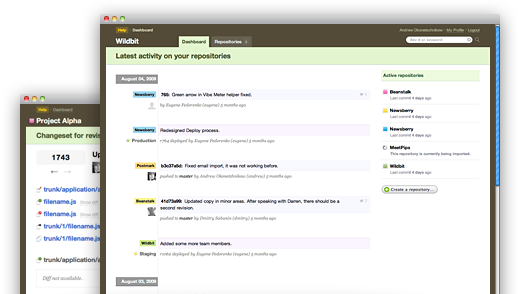 Help Dashboard
Andrew Okonetchnikov My Profile Logout
Wildbit
Dashboard
Repositories
Latest activity on your repositories
August 04, 2009
Newsberry 765: Green arrow in Vibe Meter helper fixed.
by Eugene Fedorenko (eugene) 5 months ago
Newsberry Redesigned Deploy process.
Production deployed by Eugene Fedorenko (eugene) 5 months ago
Postmark b3c37a5d: Fixed email import, it was not working before.
pushed to master by Andrew Okonetchnikov (andrew) 5 months ago
Beanstalk 41d73a99: Updated copy in minor areas. After speaking with Darren, there should be a second revision.
pushed to master by Dmitry Sabanin (dmitry) 5 months ago
Wildbit Added some more team members.
Staging deployed by Eugene Fedorenko (eugene) 5 months ago
August 03, 2009
Active repositories
Beanstalk
Last commit 4 days ago
Newsberry
Last commit 4 days ago
Newsberry
Last commit 4 days ago
MeetPips
This repository is currently being imported.
Wildbit
Last commit 4 days ago
Create a repository...
Help Dashboard
Project Alpha
Changeset for revis
1743
Up
trunk/application/a
filename.js
filename.js
trunk/1/filename.js
trunk/1/filename.js
trunk/application/a
Diff not available.